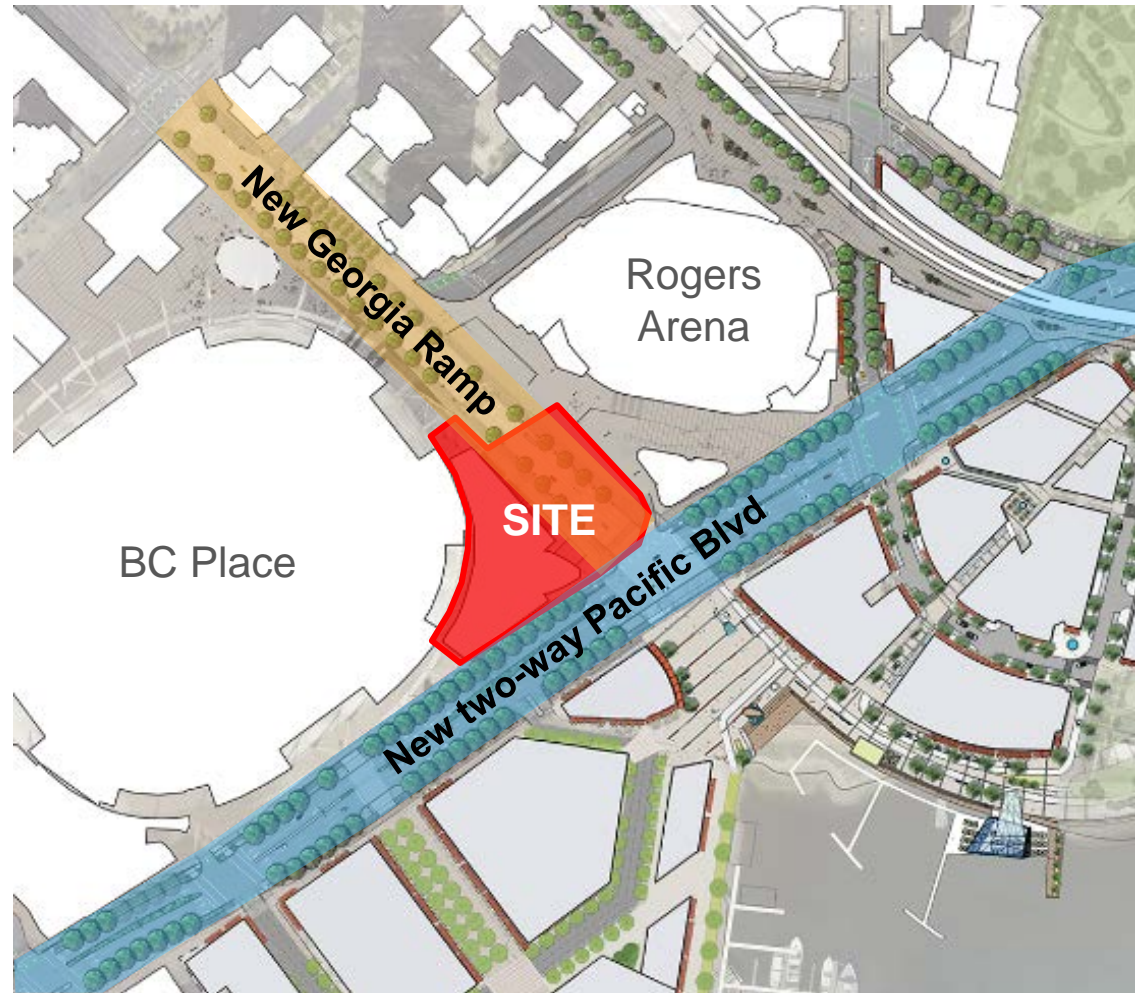 New Georgia Ramp
Rogers
Arena
SITE
BC Place
New two-way Pacific Blvd